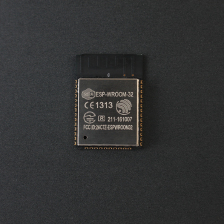 ESP-WROOM-32
CE1313
211-161007
FCC ID:2AC7Z-ESPWROOM32